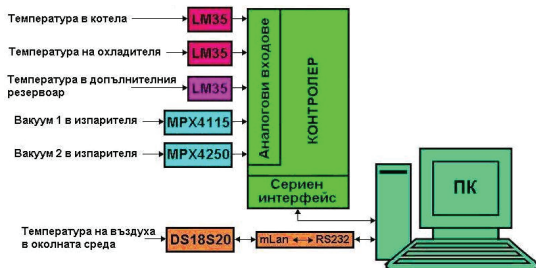 Температура в котела
LM35
Температура на охладителя
LM35
Температура в допълнителния
резервоар
LM35
Вакуум 1 в изпарителя
MPX4115
Вакуум 2 в изпарителя
MPX4250
Аналогови входове
КОНТРОЛЕР
Сериен
интерфейс
ПК
Температура на въздуха
в околната среда
DS18S20
mLan
RS232